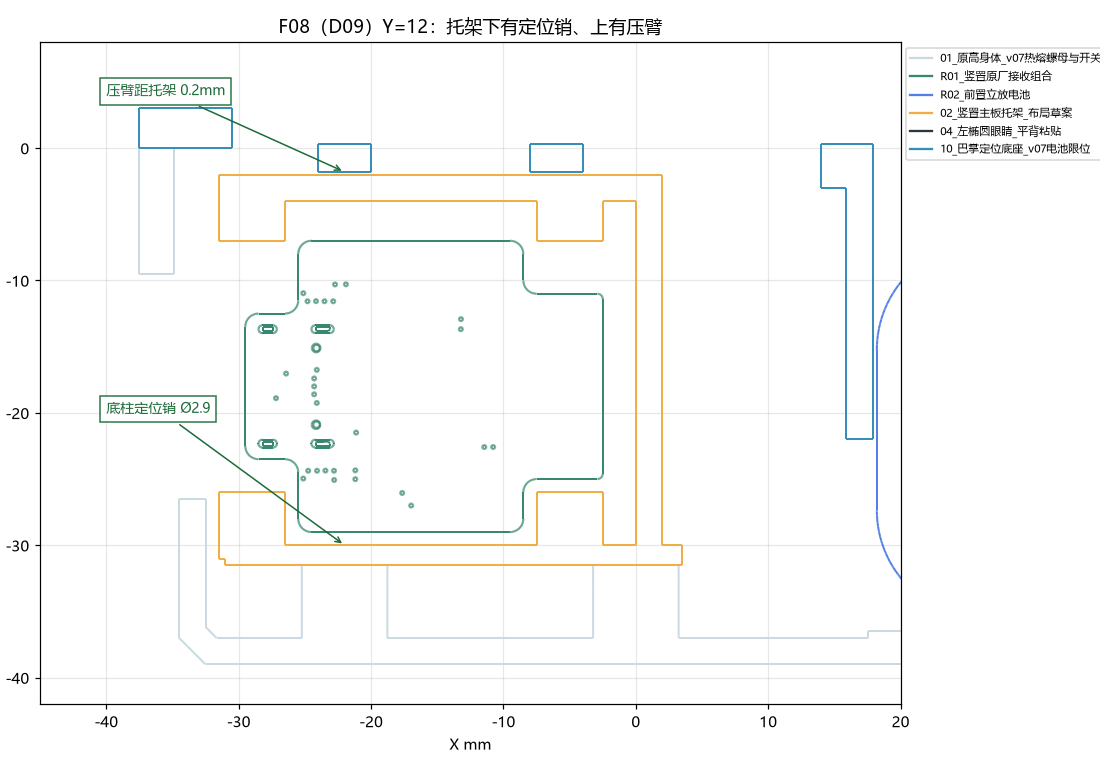 F08（D09）Y=12：托架下有定位销、上有压臂
压臂距托架 0.2mm
底柱定位销 Ø2.9
01_原高身体_v07热熔螺母与开关
R01_竖置原厂接收组合
R02_前置立放电池
02_竖置主板托架_布局草案
04_左椭圆眼睛_平背粘贴
10_巴掌定位底座_v07电池限位
0
-10
-20
-30
-40
-40
-30
-20
-10
0
10
20
X mm